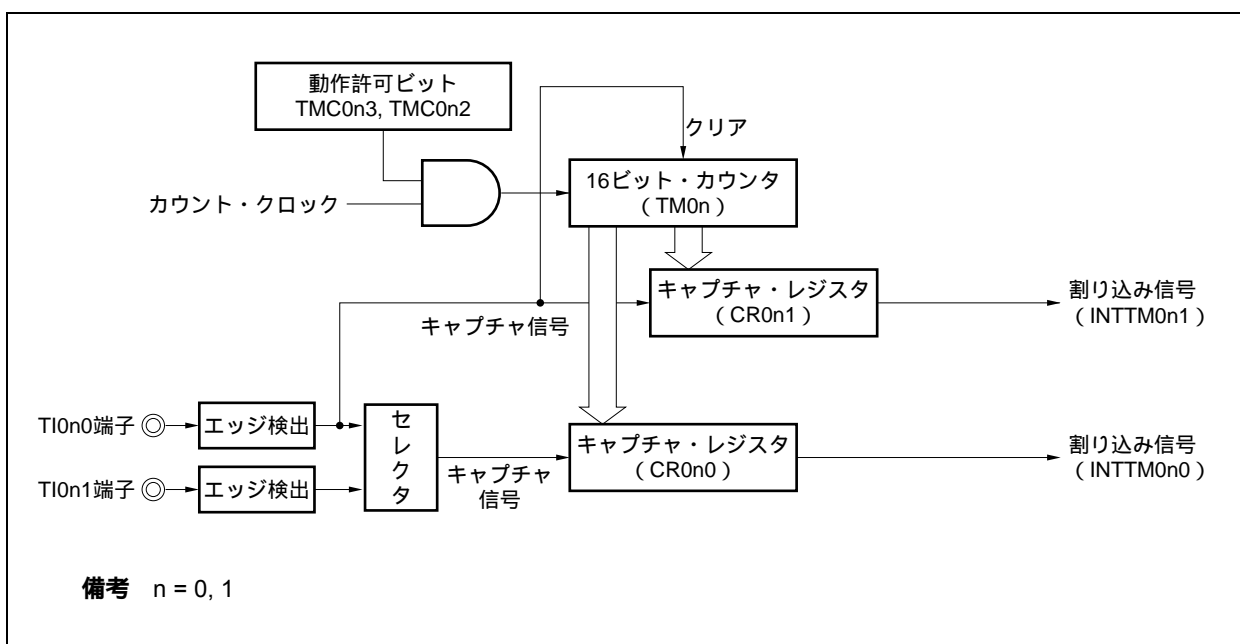 動作許可ビット
TMC0n3, TMC0n2
クリア
カウント・クロック
16ビット・カウンタ
（TM0n）
キャプチャ・レジスタ
（CR0n1）
割り込み信号
（INTTM0n1）
キャプチャ信号
TI0n0端子
エッジ検出
セレクタ
キャプチャ・レジスタ
（CR0n0）
割り込み信号
（INTTM0n0）
TI0n1端子
エッジ検出
キャプチャ
信号
備考 n = 0, 1